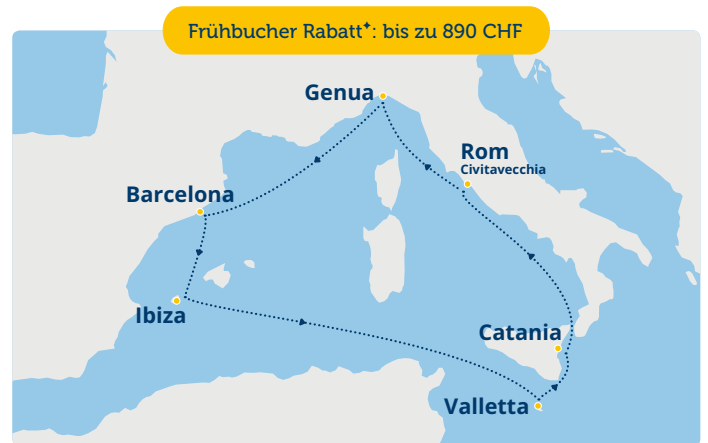 Frühbucher Rabatt✦: bis zu 890 CHF
Genua
Rom
Civitavecchia
Barcelona
Ibiza
Catania
Valletta